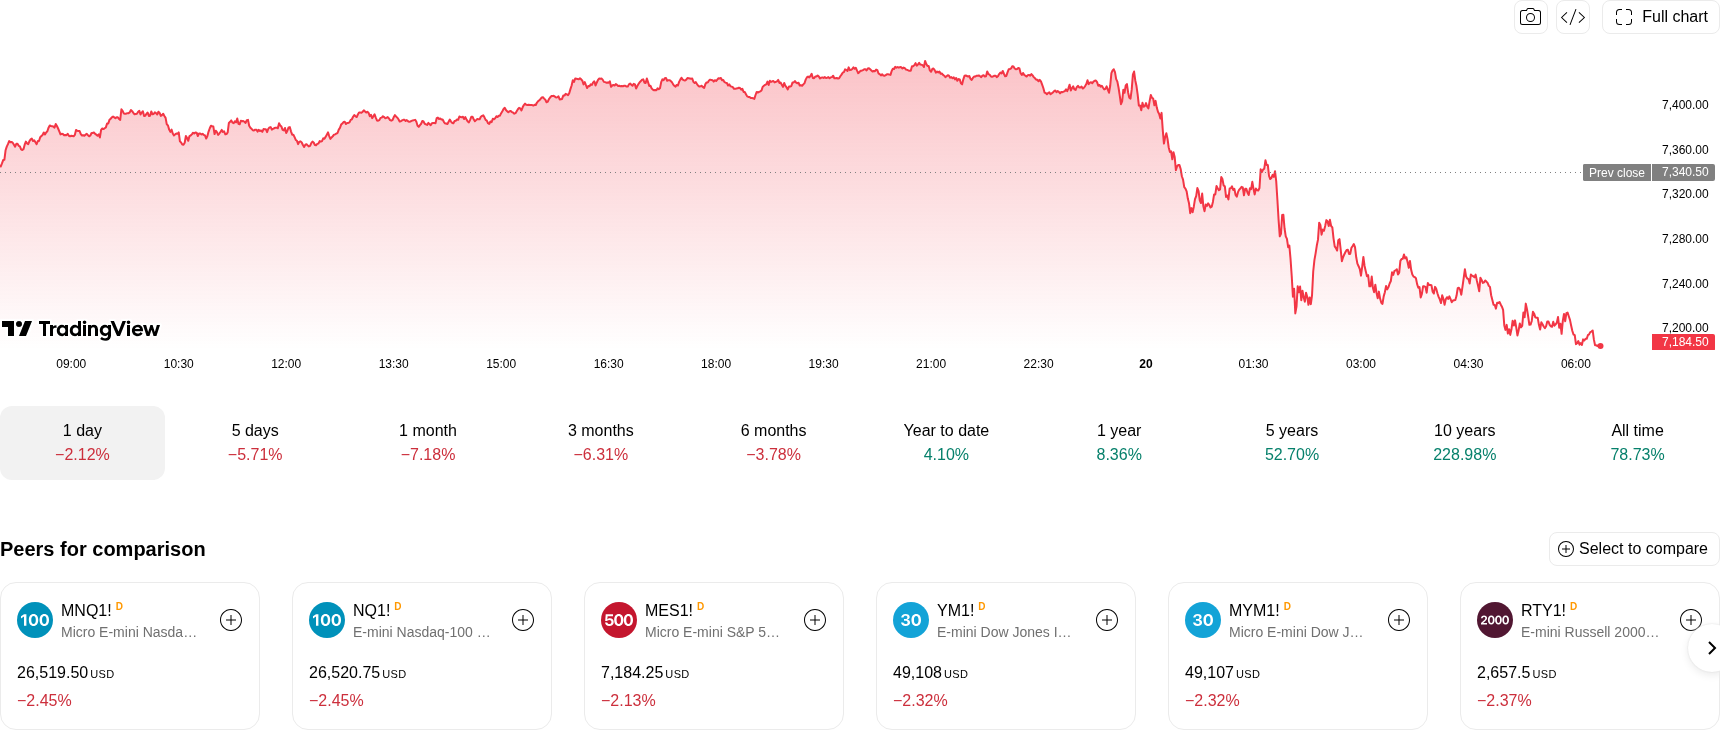 Full chart
7,400.00
7,360.00
Prev close 7,340.50
7,320.00
7,280.00
7,240.00
7,200.00
7,184.50
TradingView
09:00 10:30 12:00 13:30 15:00 16:30 18:00 19:30 21:00 22:30 20 01:30 03:00 04:30 06:00
1 day 5 days 1 month 3 months 6 months Year to date 1 year 5 years 10 years All time
−2.12% −5.71% −7.18% −6.31% −3.78% 4.10% 8.36% 52.70% 228.98% 78.73%
Peers for comparison
Select to compare
100 MNQ1! D
Micro E-mini Nasda…
26,519.50 USD
−2.45%
100 NQ1! D
E-mini Nasdaq-100 …
26,520.75 USD
−2.45%
500 MES1! D
Micro E-mini S&P 5…
7,184.25 USD
−2.13%
30 YM1! D
E-mini Dow Jones I…
49,108 USD
−2.32%
30 MYM1! D
Micro E-mini Dow J…
49,107 USD
−2.32%
2000 RTY1! D
E-mini Russell 2000…
2,657.5 USD
−2.37%